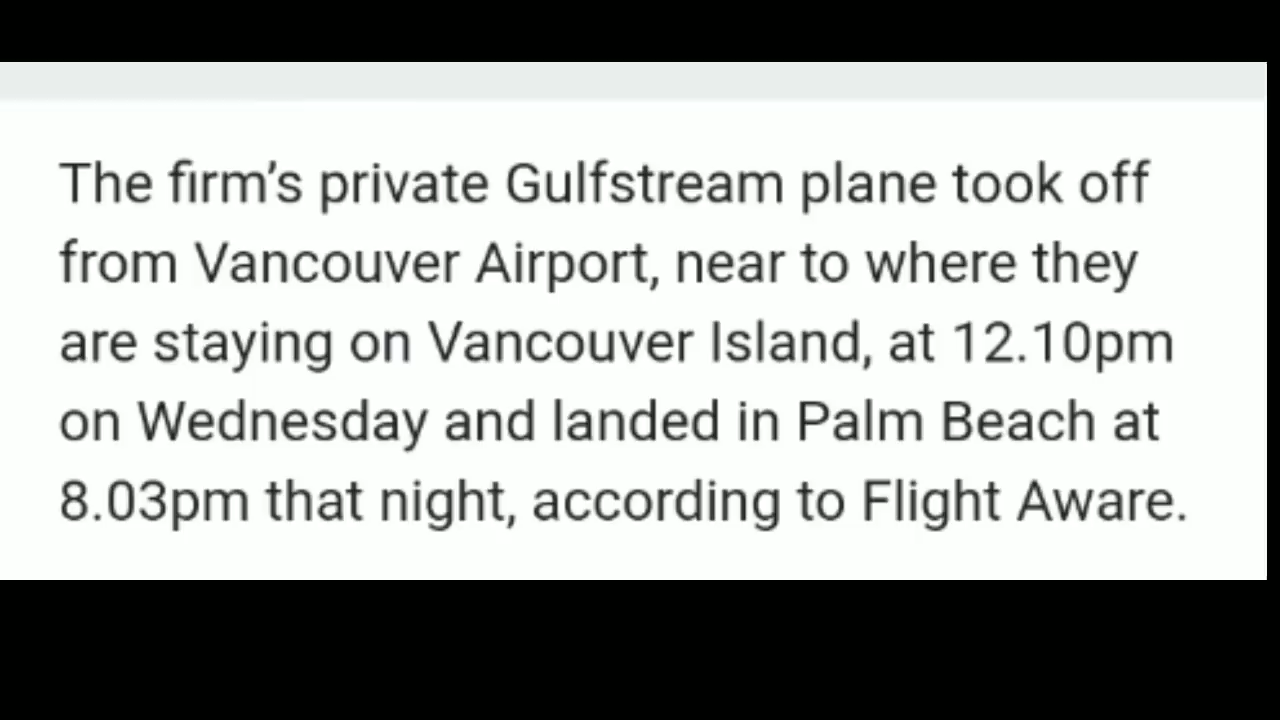 The firm’s private Gulfstream plane took off
from Vancouver Airport, near to where they
are staying on Vancouver Island, at 12.10pm
on Wednesday and landed in Palm Beach at
8.03pm that night, according to Flight Aware.